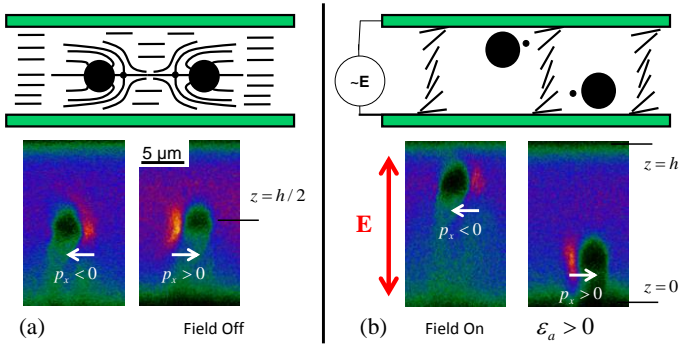 ~E
5 µm
z = h/2
p_x < 0
p_x > 0
(a)
Field Off
E
z = h
p_x < 0
p_x > 0
z = 0
(b)
Field On
ε_a > 0